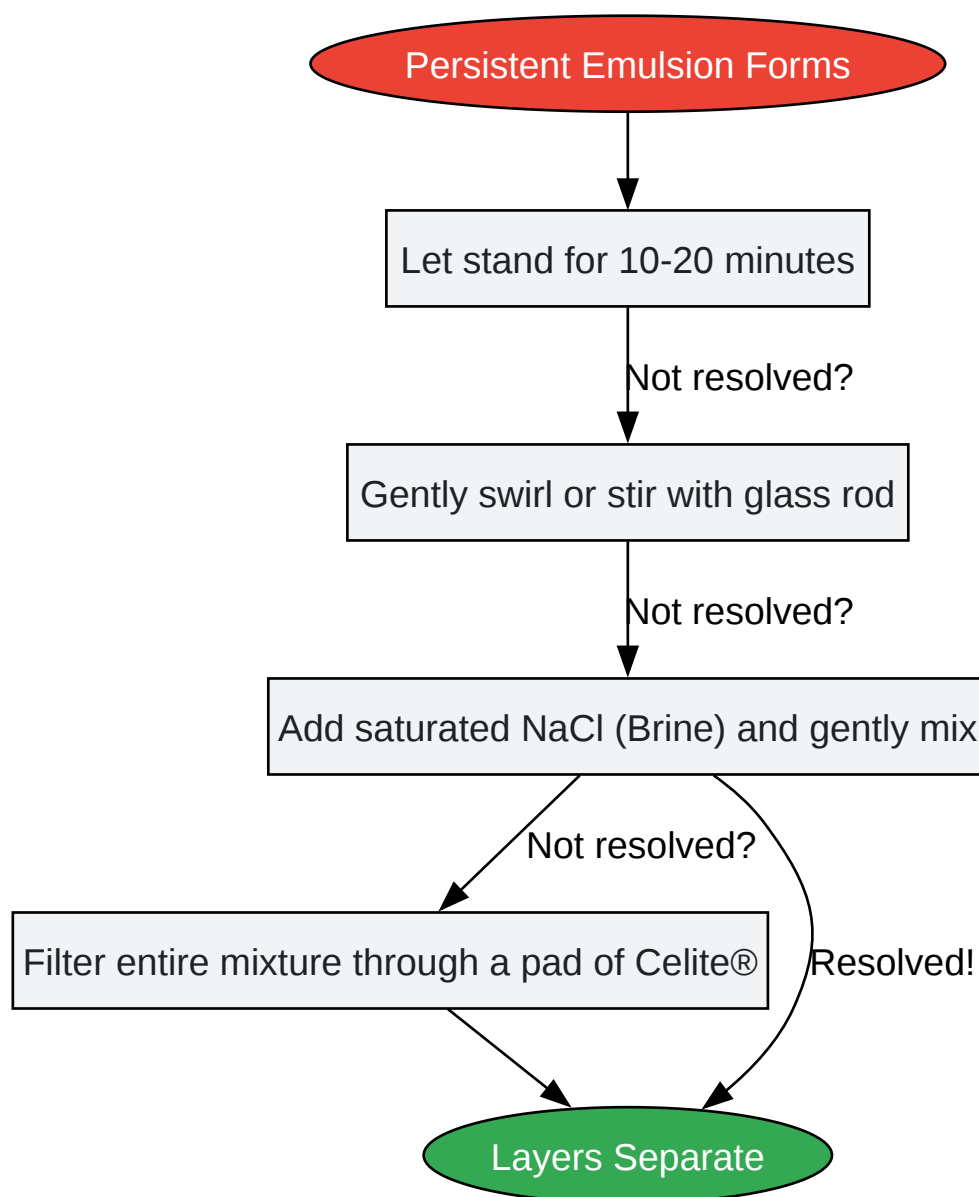 Persistent Emulsion Forms
Let stand for 10-20 minutes
Not resolved?
Gently swirl or stir with glass rod
Not resolved?
Add saturated NaCl (Brine) and gently mix
Not resolved?
Filter entire mixture through a pad of Celite®
Resolved!
Layers Separate